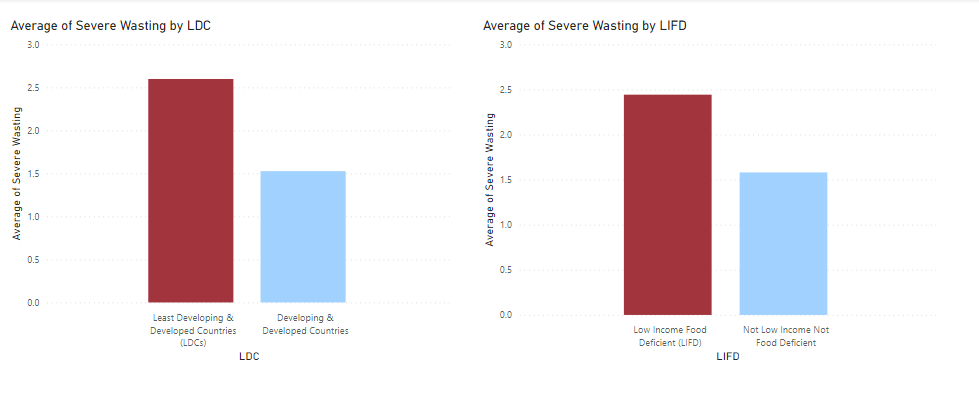 Average of Severe Wasting by LDC
3.0
2.5
2.0
1.5
1.0
0.5
0.0
Average of Severe Wasting
Least Developing &
Developed Countries
(LDCs)
Developing &
Developed Countries
LDC
Average of Severe Wasting by LIFD
3.0
2.5
2.0
1.5
1.0
0.5
0.0
Average of Severe Wasting
Low Income Food
Deficient (LIFD)
Not Low Income Not
Food Deficient
LIFD